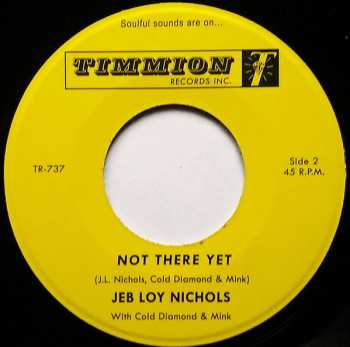 Soulful sounds are on...
TIMMION T
RECORDS INC.
TR-737
Side 2
45 R.P.M.
NOT THERE YET
(J.L. Nichols, Cold Diamond & Mink)
JEB LOY NICHOLS
With Cold Diamond & Mink